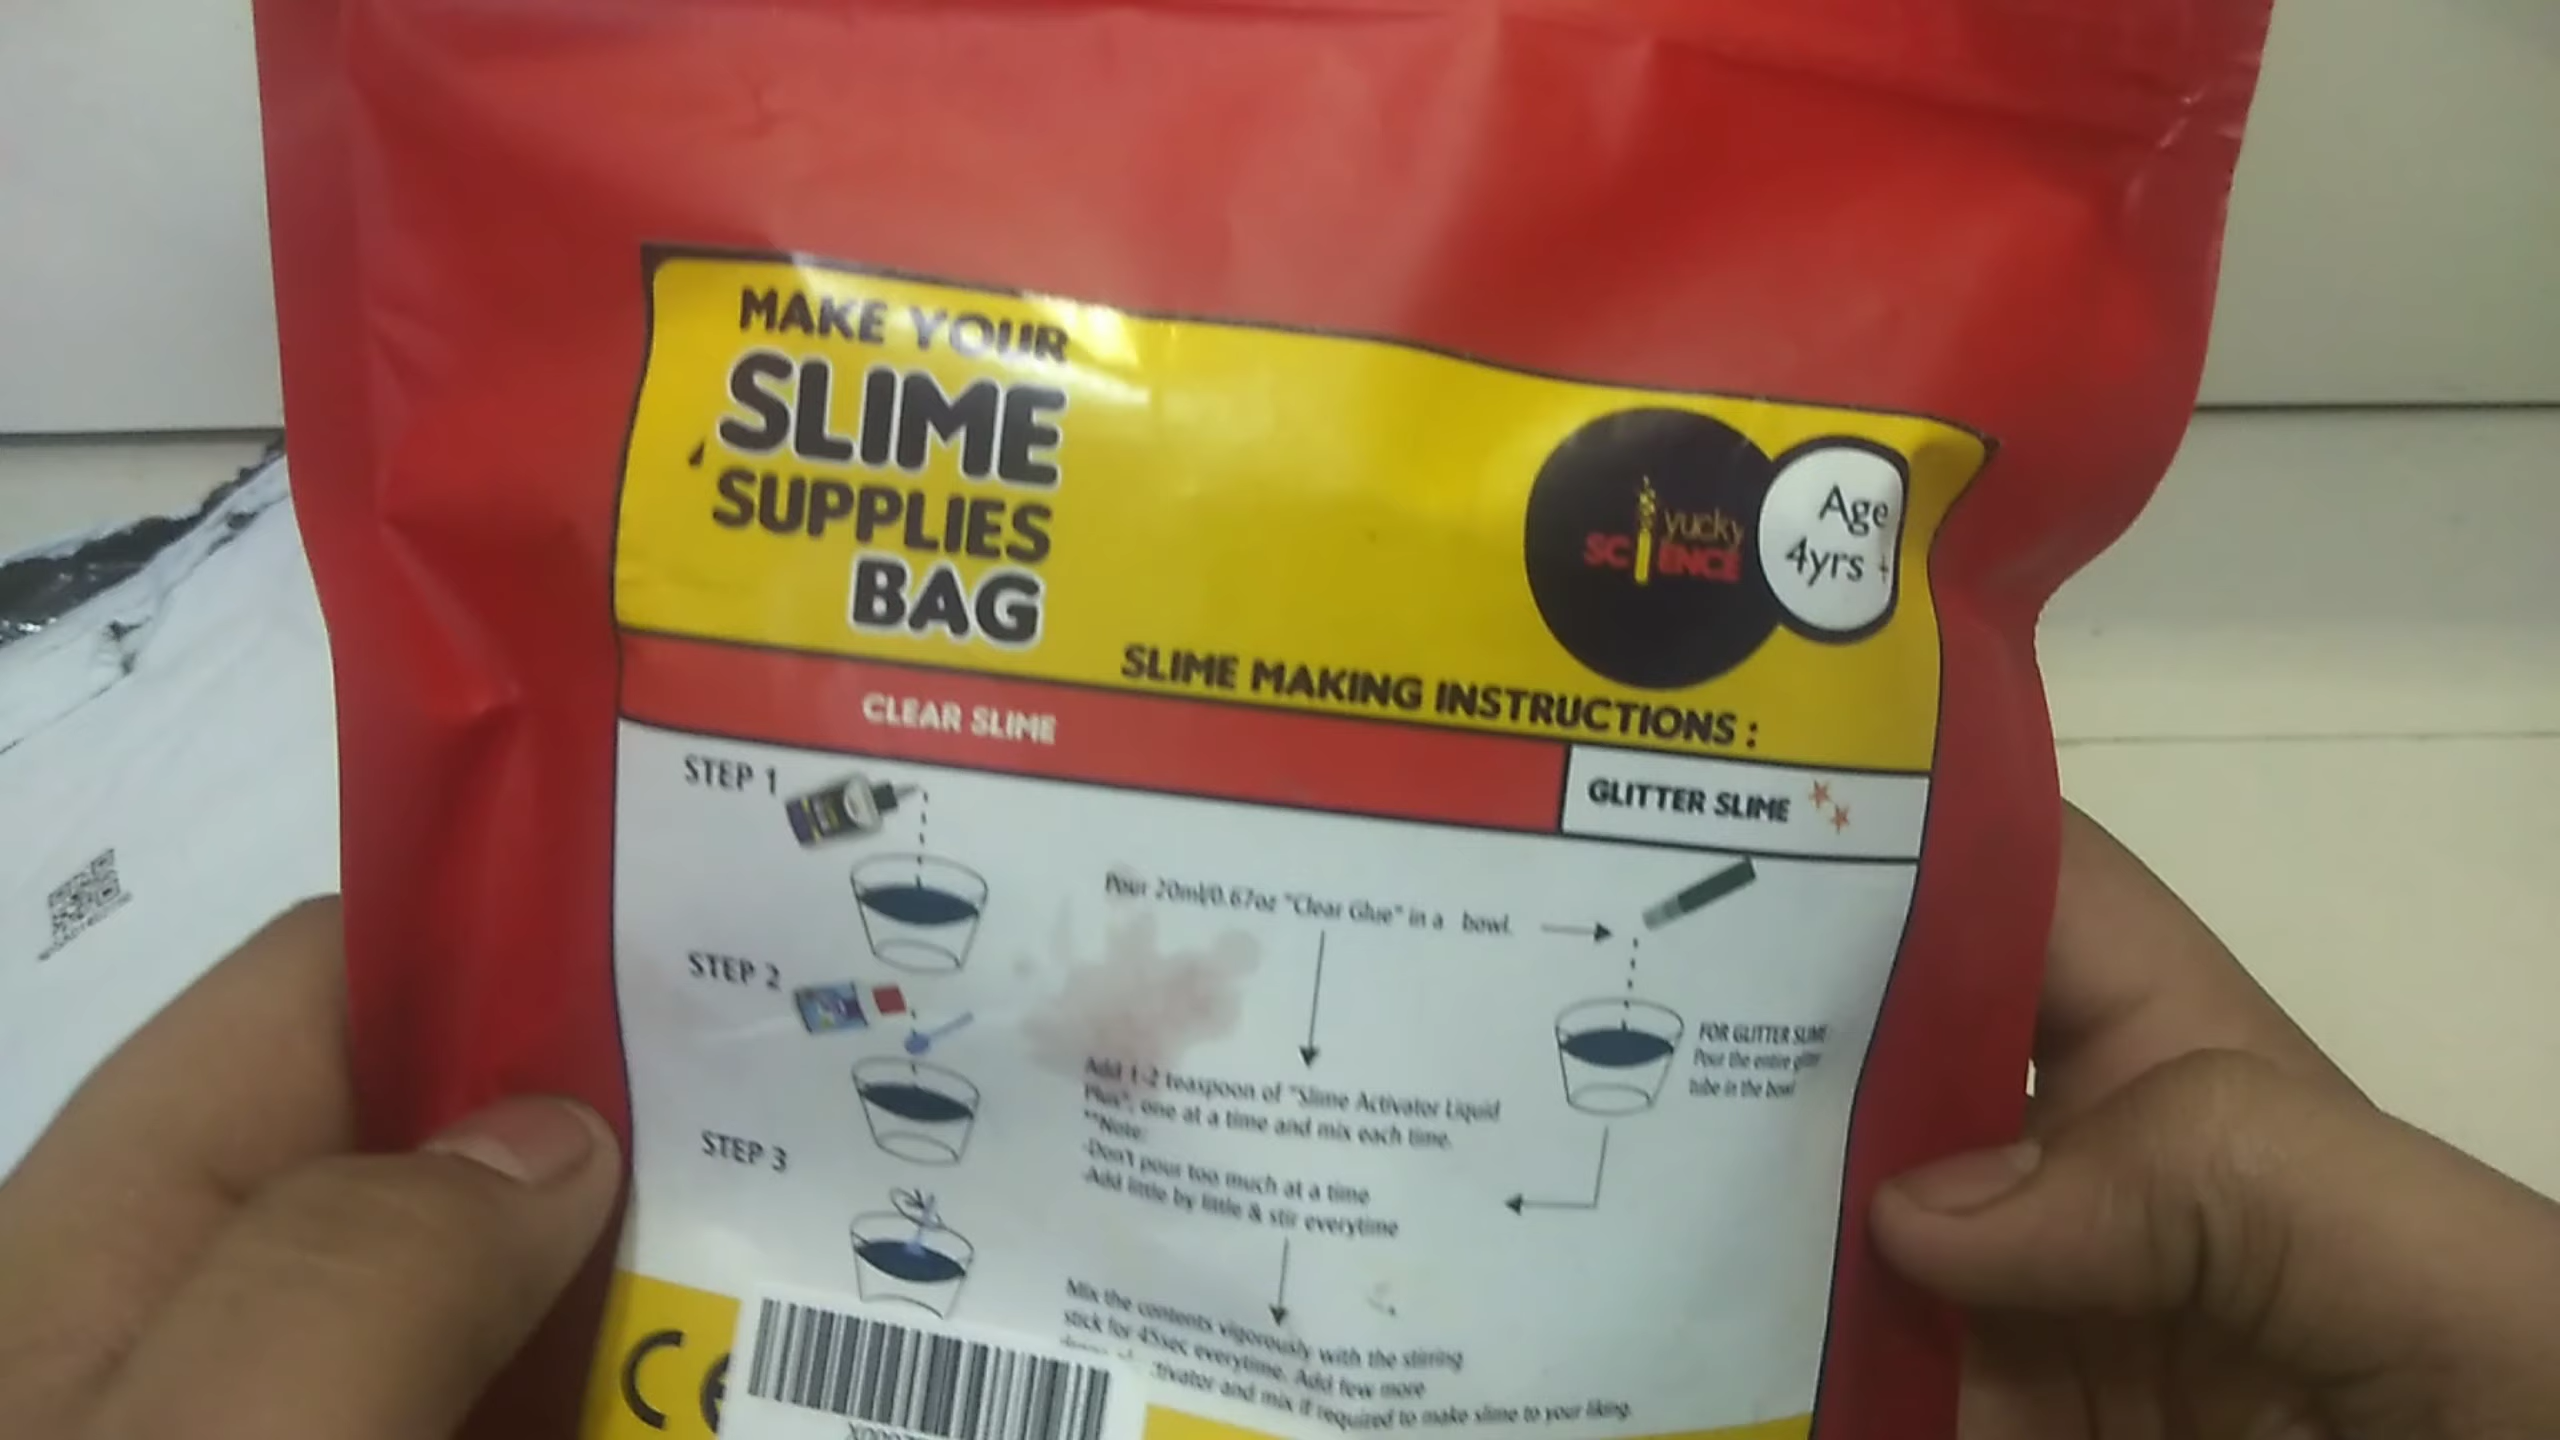 MAKE YOUR
SLIME
SUPPLIES
BAG
yucky
SCIENCE
Age
4yrs +
SLIME MAKING INSTRUCTIONS :
CLEAR SLIME
GLITTER SLIME
STEP 1
Pour 20ml/0.67oz "Clear Glue" in a bowl.
STEP 2
FOR GLITTER SLIME
Pour the entire glitter
tube in the bowl
Add 1-2 teaspoon of "Slime Activator Liquid
Plus", one at a time and mix each time.
**Note:
-Don't pour too much at a time
-Add little by little & stir everytime
STEP 3
Mix the contents vigorously with the stirring
stick for 45sec everytime. Add few more
and mix if required to make slime to your liking.
CE